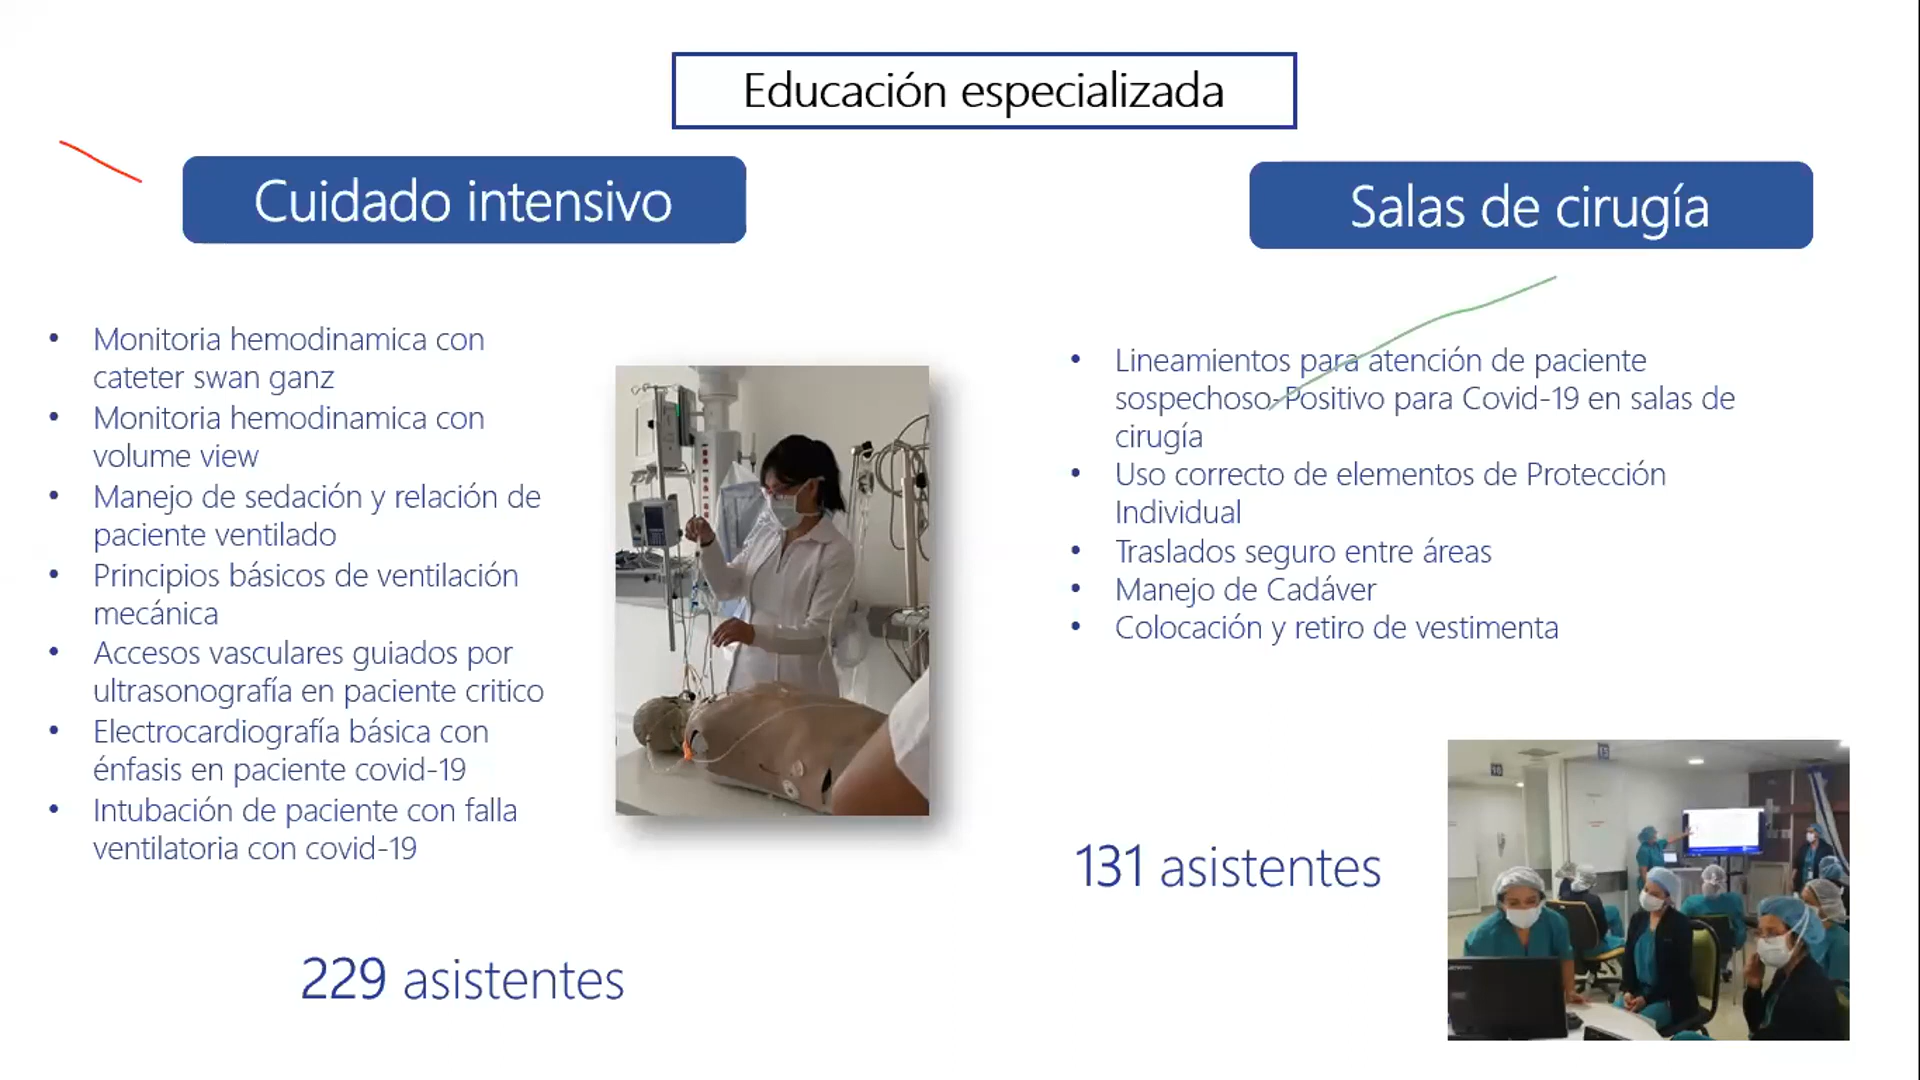 Educación especializada
Cuidado intensivo
• Monitoria hemodinamica con
cateter swan ganz
• Monitoria hemodinamica con
volume view
• Manejo de sedación y relación de
paciente ventilado
• Principios básicos de ventilación
mecánica
• Accesos vasculares guiados por
ultrasonografía en paciente critico
• Electrocardiografía básica con
énfasis en paciente covid-19
• Intubación de paciente con falla
ventilatoria con covid-19
229 asistentes
Salas de cirugía
• Lineamientos para atención de paciente
sospechoso-Positivo para Covid-19 en salas de
cirugía
• Uso correcto de elementos de Protección
Individual
• Traslados seguro entre áreas
• Manejo de Cadáver
• Colocación y retiro de vestimenta
131 asistentes